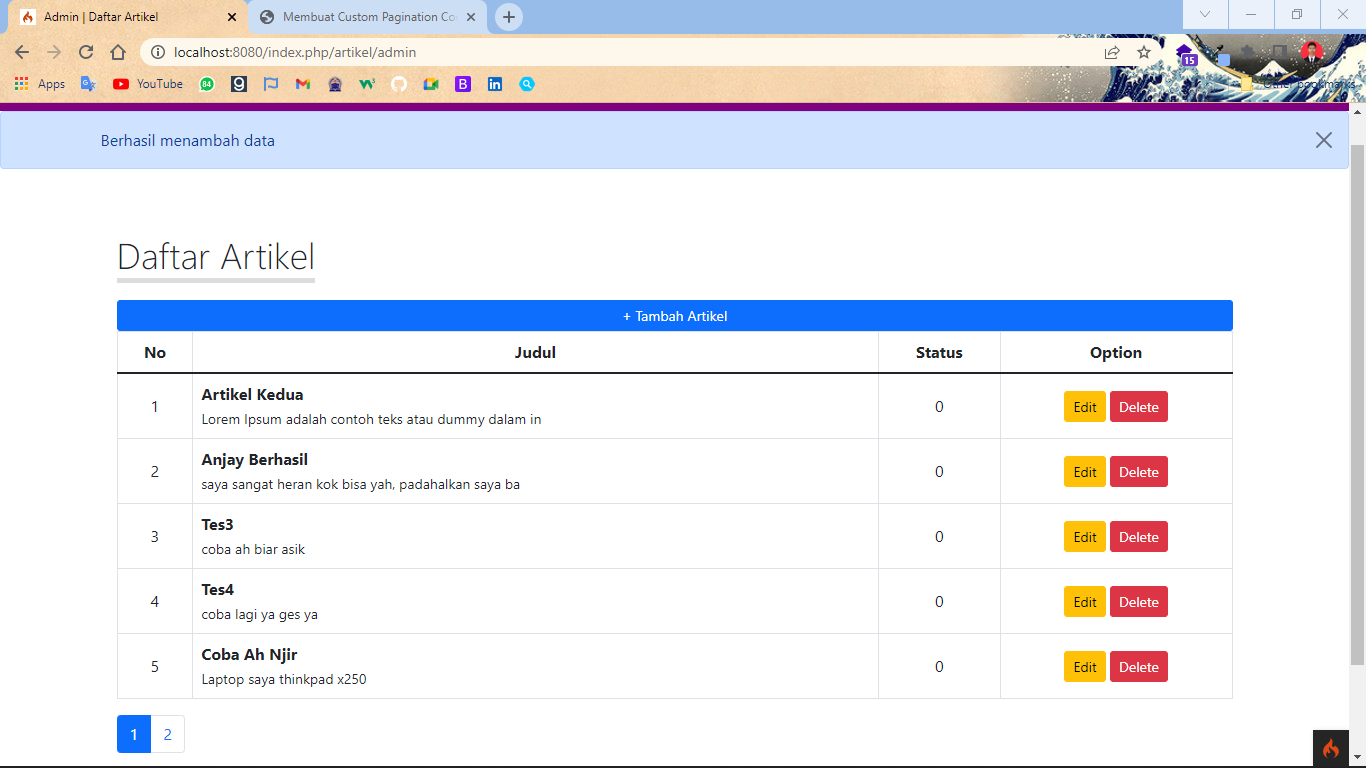 Admin | Daftar Artikel
Membuat Custom Pagination Co
localhost:8080/index.php/artikel/admin
15
Apps
YouTube
84
Other bookmarks
Berhasil menambah data
Daftar Artikel
+ Tambah Artikel
No Judul Status Option
1 Artikel Kedua 0 Edit Delete
Lorem Ipsum adalah contoh teks atau dummy dalam in
2 Anjay Berhasil 0 Edit Delete
saya sangat heran kok bisa yah, padahalkan saya ba
3 Tes3 0 Edit Delete
coba ah biar asik
4 Tes4 0 Edit Delete
coba lagi ya ges ya
5 Coba Ah Njir 0 Edit Delete
Laptop saya thinkpad x250
1 2